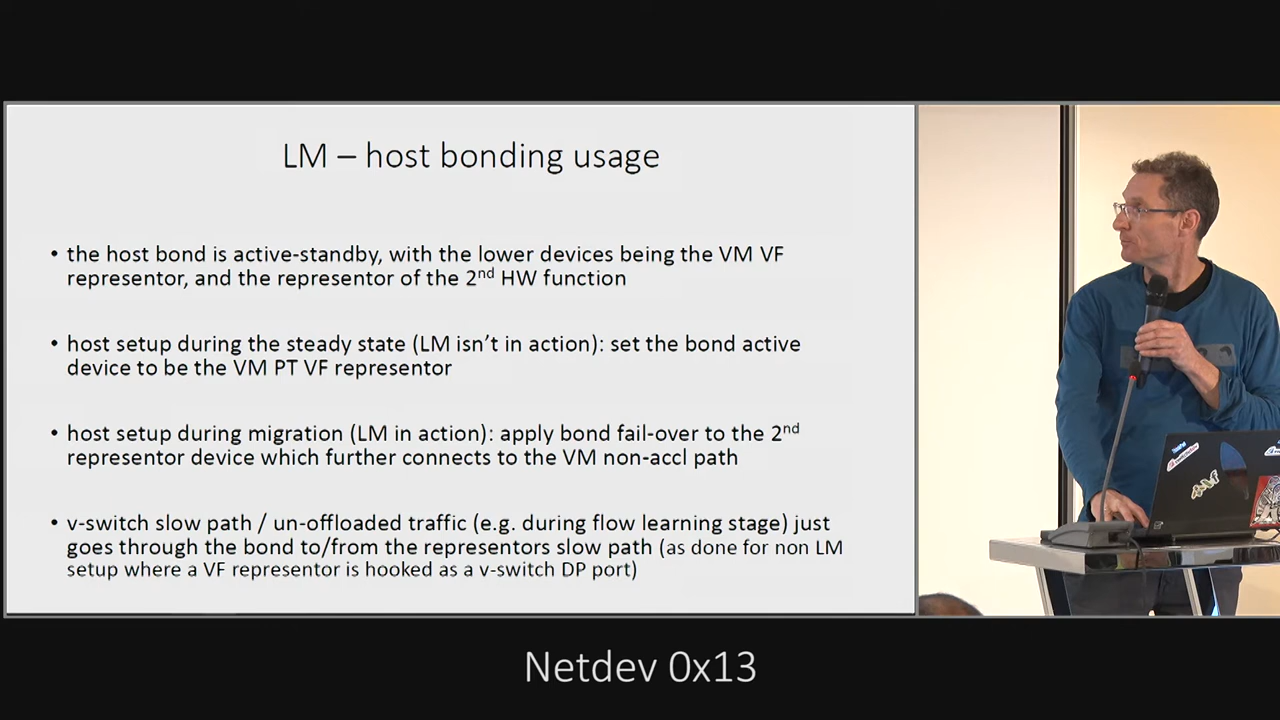 LM – host bonding usage
• the host bond is active-standby, with the lower devices being the VM VF
representor, and the representor of the 2nd HW function
• host setup during the steady state (LM isn't in action): set the bond active
device to be the VM PT VF representor
• host setup during migration (LM in action): apply bond fail-over to the 2nd
representor device which further connects to the VM non-accl path
• v-switch slow path / un-offloaded traffic (e.g. during flow learning stage) just
goes through the bond to/from the representors slow path (as done for non LM
setup where a VF representor is hooked as a v-switch DP port)
Netdev 0x13